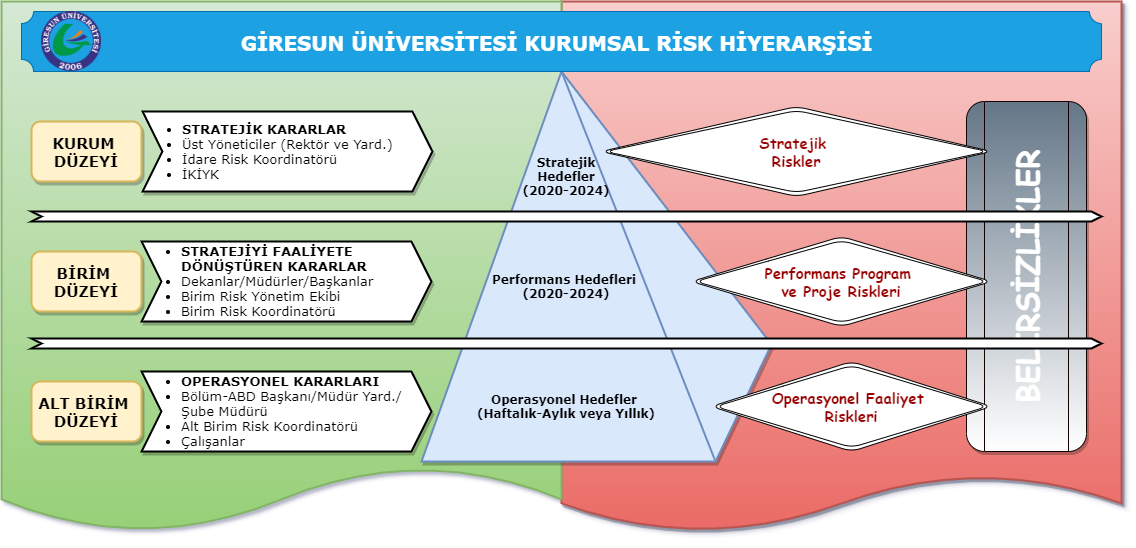 GİRESUN ÜNİVERSİTESİ
2006
GİRESUN ÜNİVERSİTESİ KURUMSAL RİSK HİYERARŞİSİ
KURUM
DÜZEYİ
• STRATEJİK KARARLAR
• Üst Yöneticiler (Rektör ve Yard.)
• İdare Risk Koordinatörü
• İKİYK
Stratejik
Hedefler
(2020-2024)
Stratejik
Riskler
BİRİM
DÜZEYİ
• STRATEJİYİ FAALİYETE
DÖNÜŞTÜREN KARARLAR
• Dekanlar/Müdürler/Başkanlar
• Birim Risk Yönetim Ekibi
• Birim Risk Koordinatörü
Performans Hedefleri
(2020-2024)
Performans Program
ve Proje Riskleri
ALT BİRİM
DÜZEYİ
• OPERASYONEL KARARLARI
• Bölüm-ABD Başkanı/Müdür Yard./
Şube Müdürü
• Alt Birim Risk Koordinatörü
• Çalışanlar
Operasyonel Hedefler
(Haftalık-Aylık veya Yıllık)
Operasyonel Faaliyet
Riskleri
BELİRSİZLİKLER